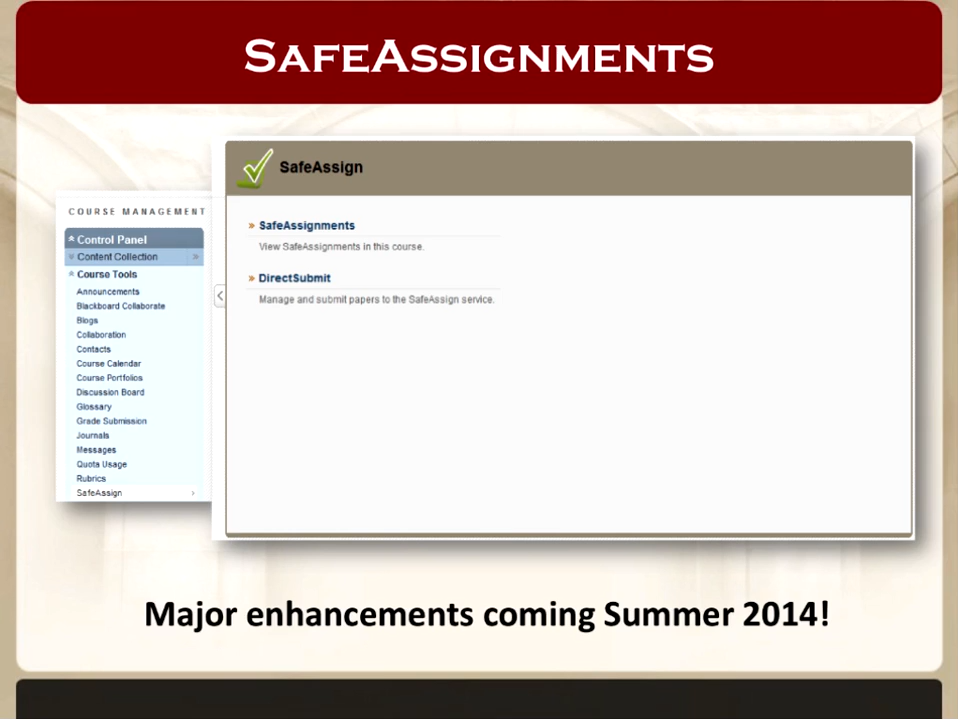 SafeAssignments
COURSE MANAGEMENT
Control Panel
Content Collection
Course Tools
Announcements
Blackboard Collaborate
Blogs
Collaboration
Contacts
Course Calendar
Course Portfolios
Discussion Board
Glossary
Grade Submission
Journals
Messages
Quota Usage
Rubrics
SafeAssign
SafeAssign
» SafeAssignments
View SafeAssignments in this course.
» DirectSubmit
Manage and submit papers to the SafeAssign service.
Major enhancements coming Summer 2014!